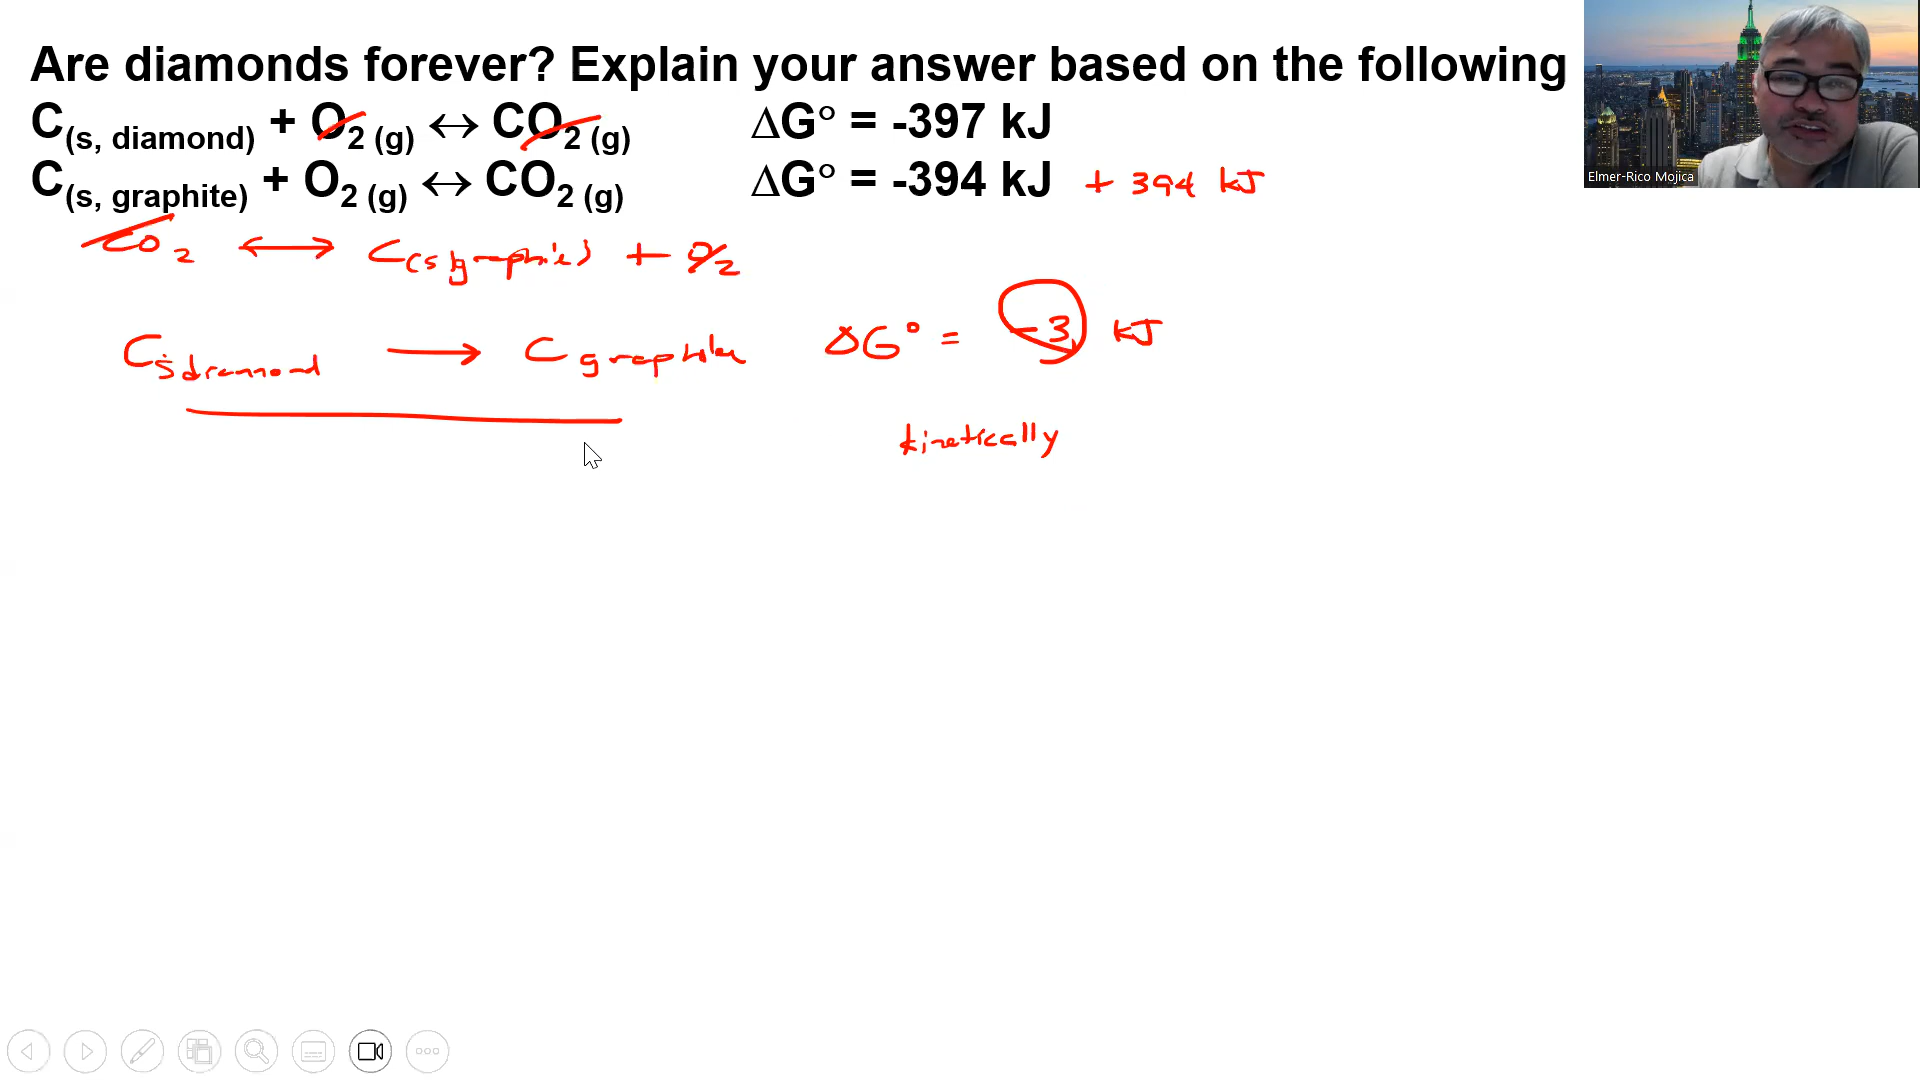 Are diamonds forever? Explain your answer based on the following
C(s, diamond) + O2 (g) ↔ CO2 (g) ΔG° = -397 kJ
C(s, graphite) + O2 (g) ↔ CO2 (g) ΔG° = -394 kJ + 394 kJ
Elmer-Rico Mojica
CO2 ↔ C(s, graphite) + O2
C s, diamond → C graphite ΔG° = -3 kJ
kinetically